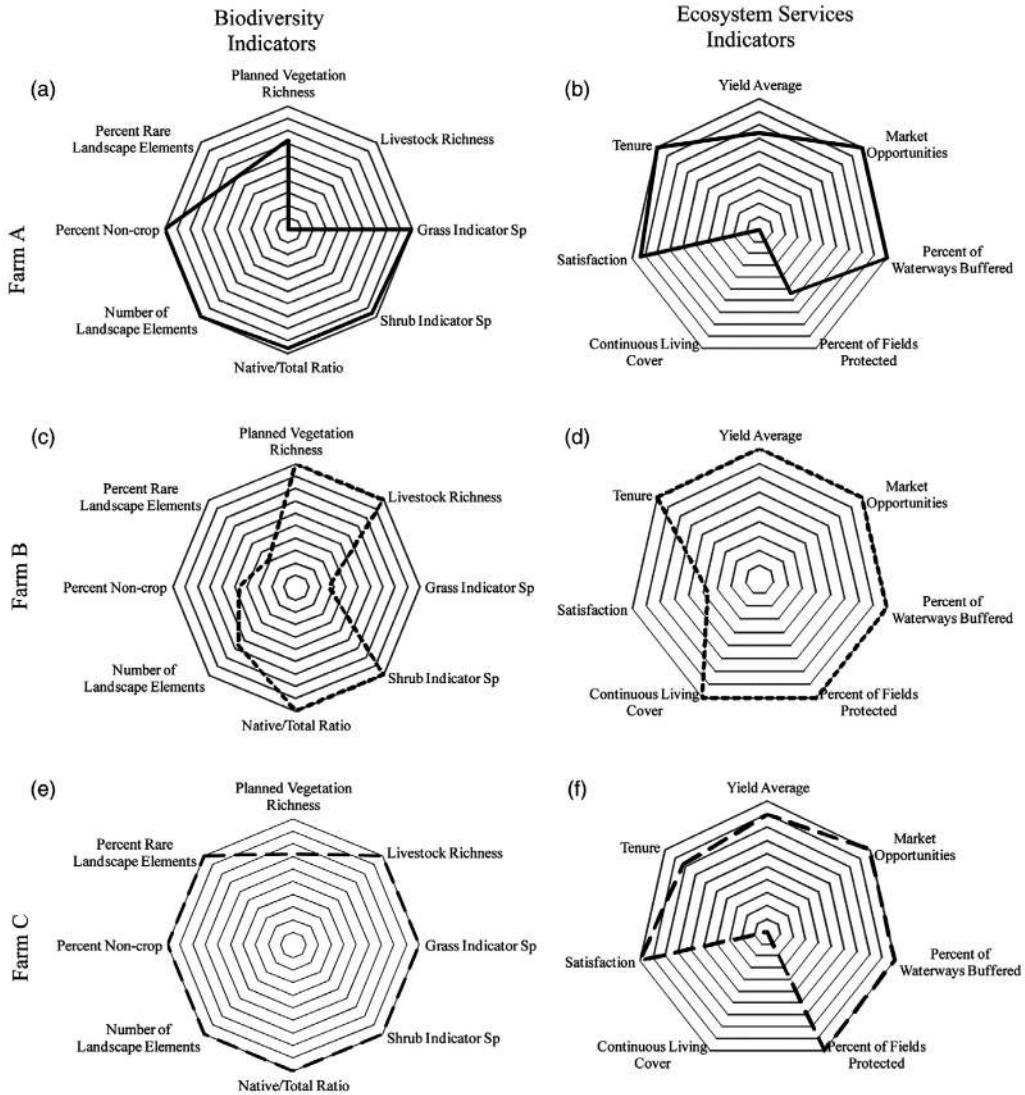 Biodiversity
Indicators
Ecosystem Services
Indicators
Farm A
(a)
Planned Vegetation
Richness
Percent Rare
Landscape Elements
Livestock Richness
Percent Non-crop
Grass Indicator Sp
Number of
Landscape Elements
Shrub Indicator Sp
Native/Total Ratio
(b)
Yield Average
Tenure
Market
Opportunities
Satisfaction
Percent of
Waterways Buffered
Continuous Living
Cover
Percent of Fields
Protected
Farm B
(c)
Planned Vegetation
Richness
Percent Rare
Landscape Elements
Livestock Richness
Percent Non-crop
Grass Indicator Sp
Number of
Landscape Elements
Shrub Indicator Sp
Native/Total Ratio
(d)
Yield Average
Tenure
Market
Opportunities
Satisfaction
Percent of
Waterways Buffered
Continuous Living
Cover
Percent of Fields
Protected
Farm C
(e)
Planned Vegetation
Richness
Percent Rare
Landscape Elements
Livestock Richness
Percent Non-crop
Grass Indicator Sp
Number of
Landscape Elements
Shrub Indicator Sp
Native/Total Ratio
(f)
Yield Average
Tenure
Market
Opportunities
Satisfaction
Percent of
Waterways Buffered
Continuous Living
Cover
Percent of Fields
Protected